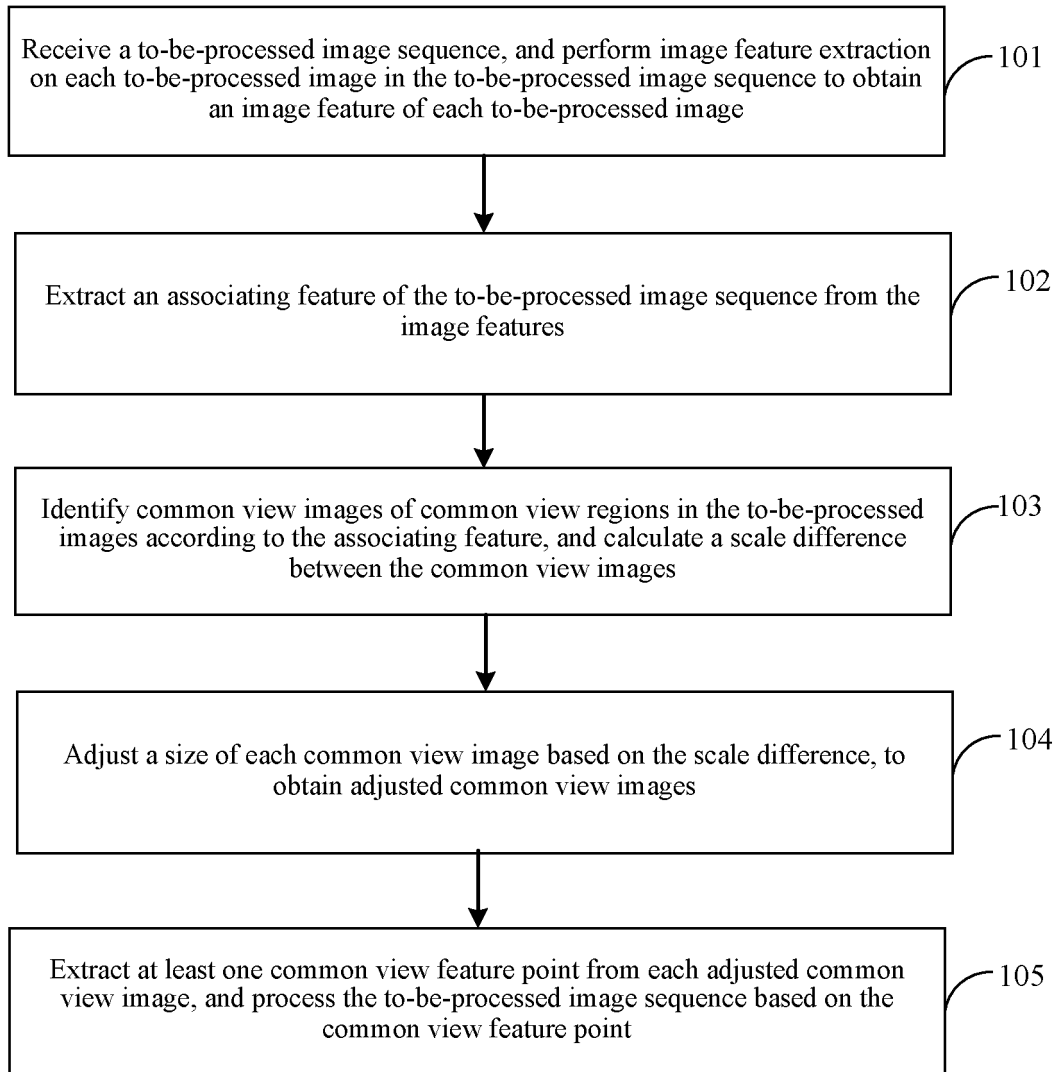 Receive a to-be-processed image sequence, and perform image feature extraction
on each to-be-processed image in the to-be-processed image sequence to obtain
an image feature of each to-be-processed image
101
Extract an associating feature of the to-be-processed image sequence from the
image features
102
Identify common view images of common view regions in the to-be-processed
images according to the associating feature, and calculate a scale difference
between the common view images
103
Adjust a size of each common view image based on the scale difference, to
obtain adjusted common view images
104
Extract at least one common view feature point from each adjusted common
view image, and process the to-be-processed image sequence based on the
common view feature point
105